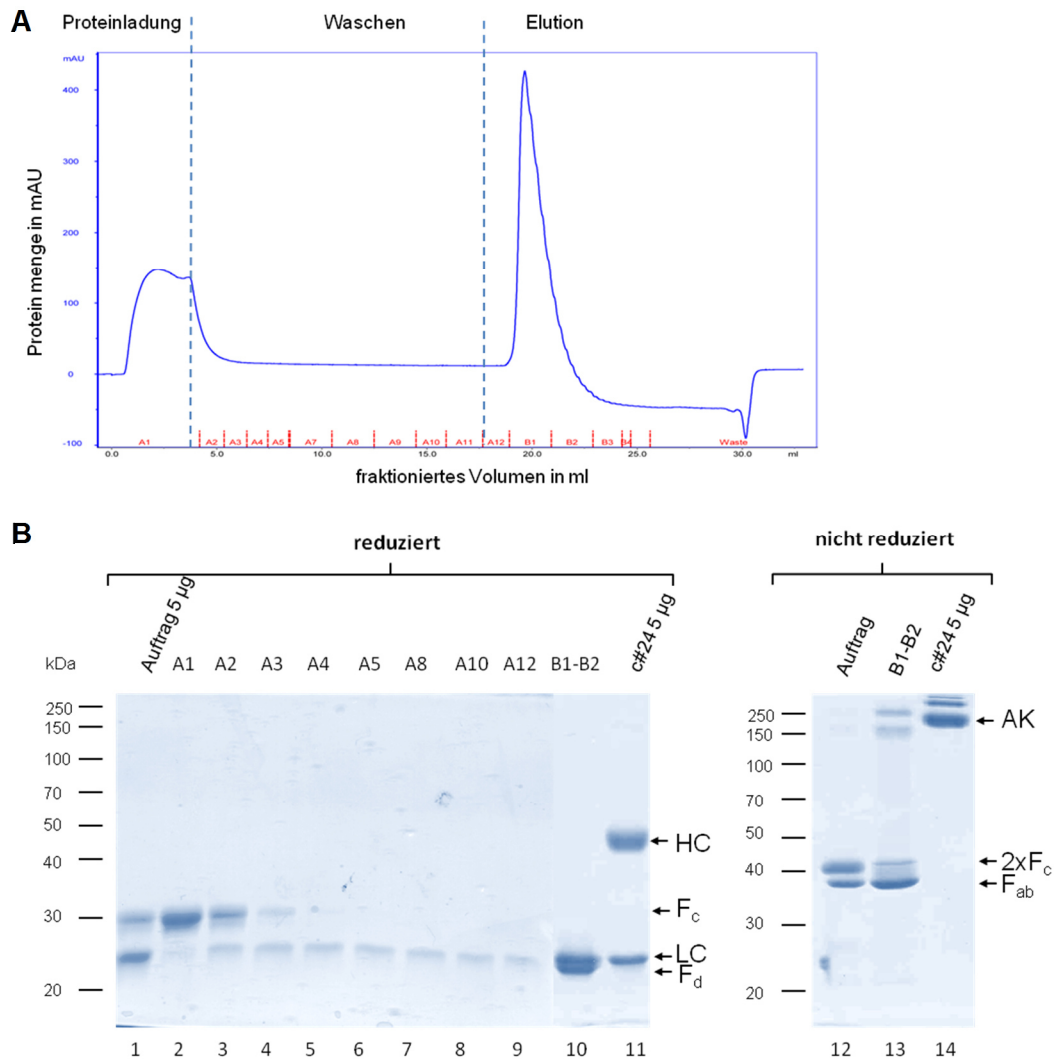 A
Proteinladung Waschen Elution
mAU
400
300
200
100
0
-100
Protein menge in mAU
A1 A2 A3 A4 A5 A7 A8 A9 A10 A11 A12 B1 B2 B3 B4 Waste
0.0 5.0 10.0 15.0 20.0 25.0 30.0 ml
fraktioniertes Volumen in ml
B
reduziert
nicht reduziert
kDa Auftrag 5 µg A1 A2 A3 A4 A5 A8 A10 A12 B1-B2 c#24 5 µg
250
150
100
70
50
40
30
20
HC
Fc
LC
Fd
1 2 3 4 5 6 7 8 9 10 11
Auftrag B1-B2 c#24 5 µg
250
150
100
70
50
40
30
20
AK
2xFc
Fab
12 13 14